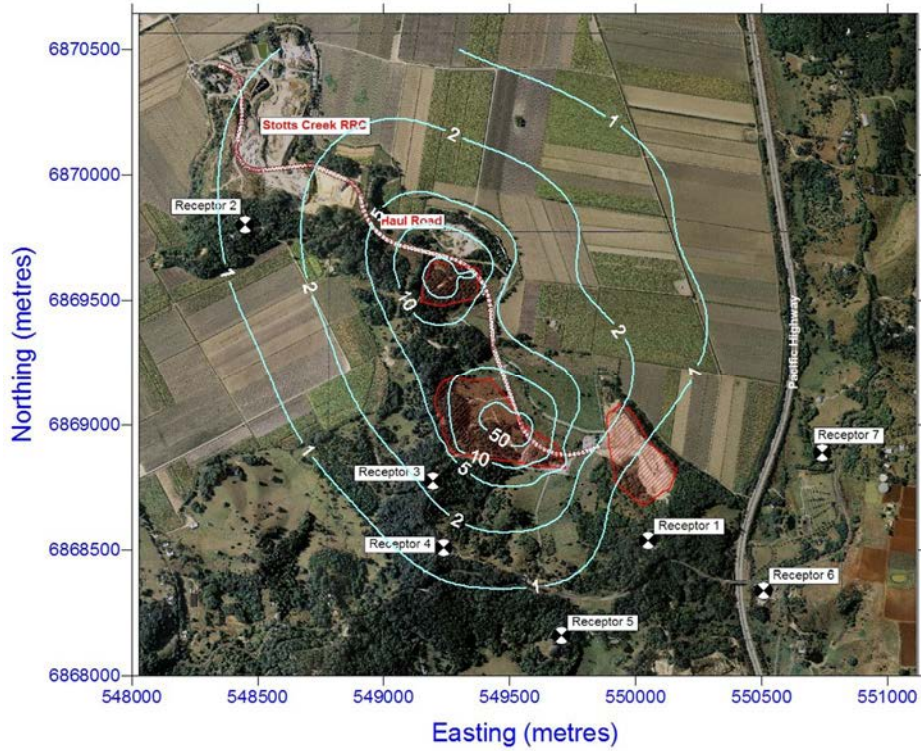 6870500
6870000
6869500
6869000
6868500
6868000
Northing (metres)
1
2
1
Stotts Creek RRC
Receptor 2
5
Haul Road
1
2
10
2
1
Pacific Highway
50
10
5
1
2
1
Receptor 3
Receptor 4
Receptor 1
Receptor 5
Receptor 6
Receptor 7
548000
548500
549000
549500
550000
550500
551000
Easting (metres)